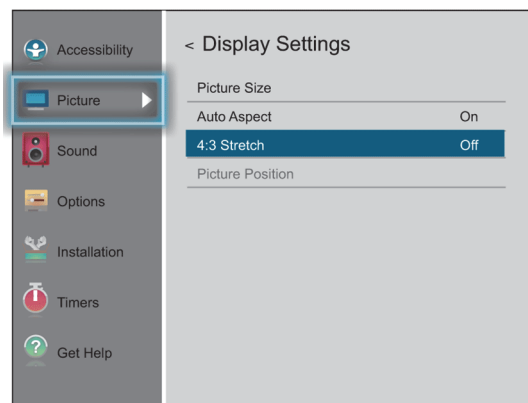 Accessibility
Picture
Sound
Options
Installation
Timers
Get Help
< Display Settings
Picture Size
Auto Aspect On
4:3 Stretch Off
Picture Position